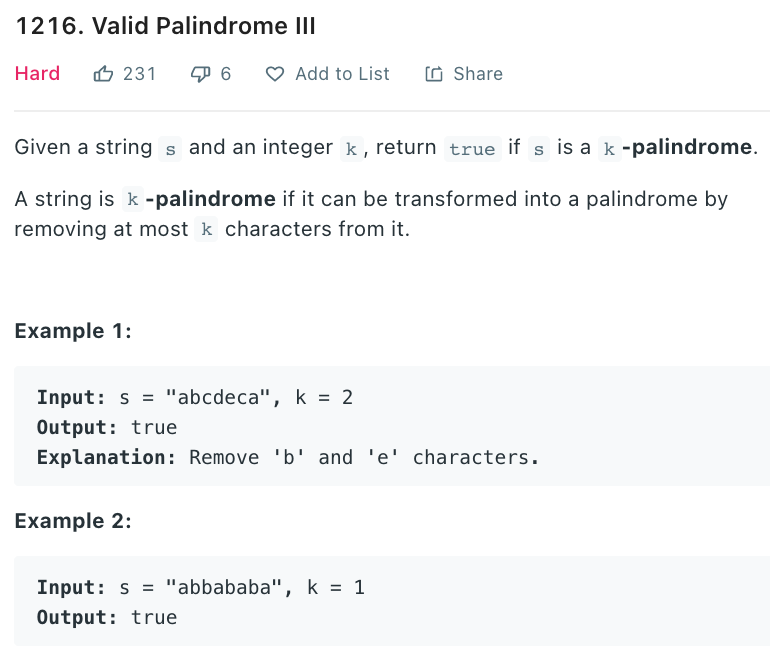 1216. Valid Palindrome III
Hard 231 6 Add to List Share
Given a string s and an integer k, return true if s is a k-palindrome.
A string is k-palindrome if it can be transformed into a palindrome by
removing at most k characters from it.
Example 1:
Input: s = "abcdeca", k = 2
Output: true
Explanation: Remove 'b' and 'e' characters.
Example 2:
Input: s = "abbababa", k = 1
Output: true